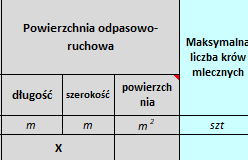 Powierzchnia odpasowo-
ruchowa
Maksymalna
liczba krów
mlecznych
długość szerokość powierzch
nia
m m m² szt
X